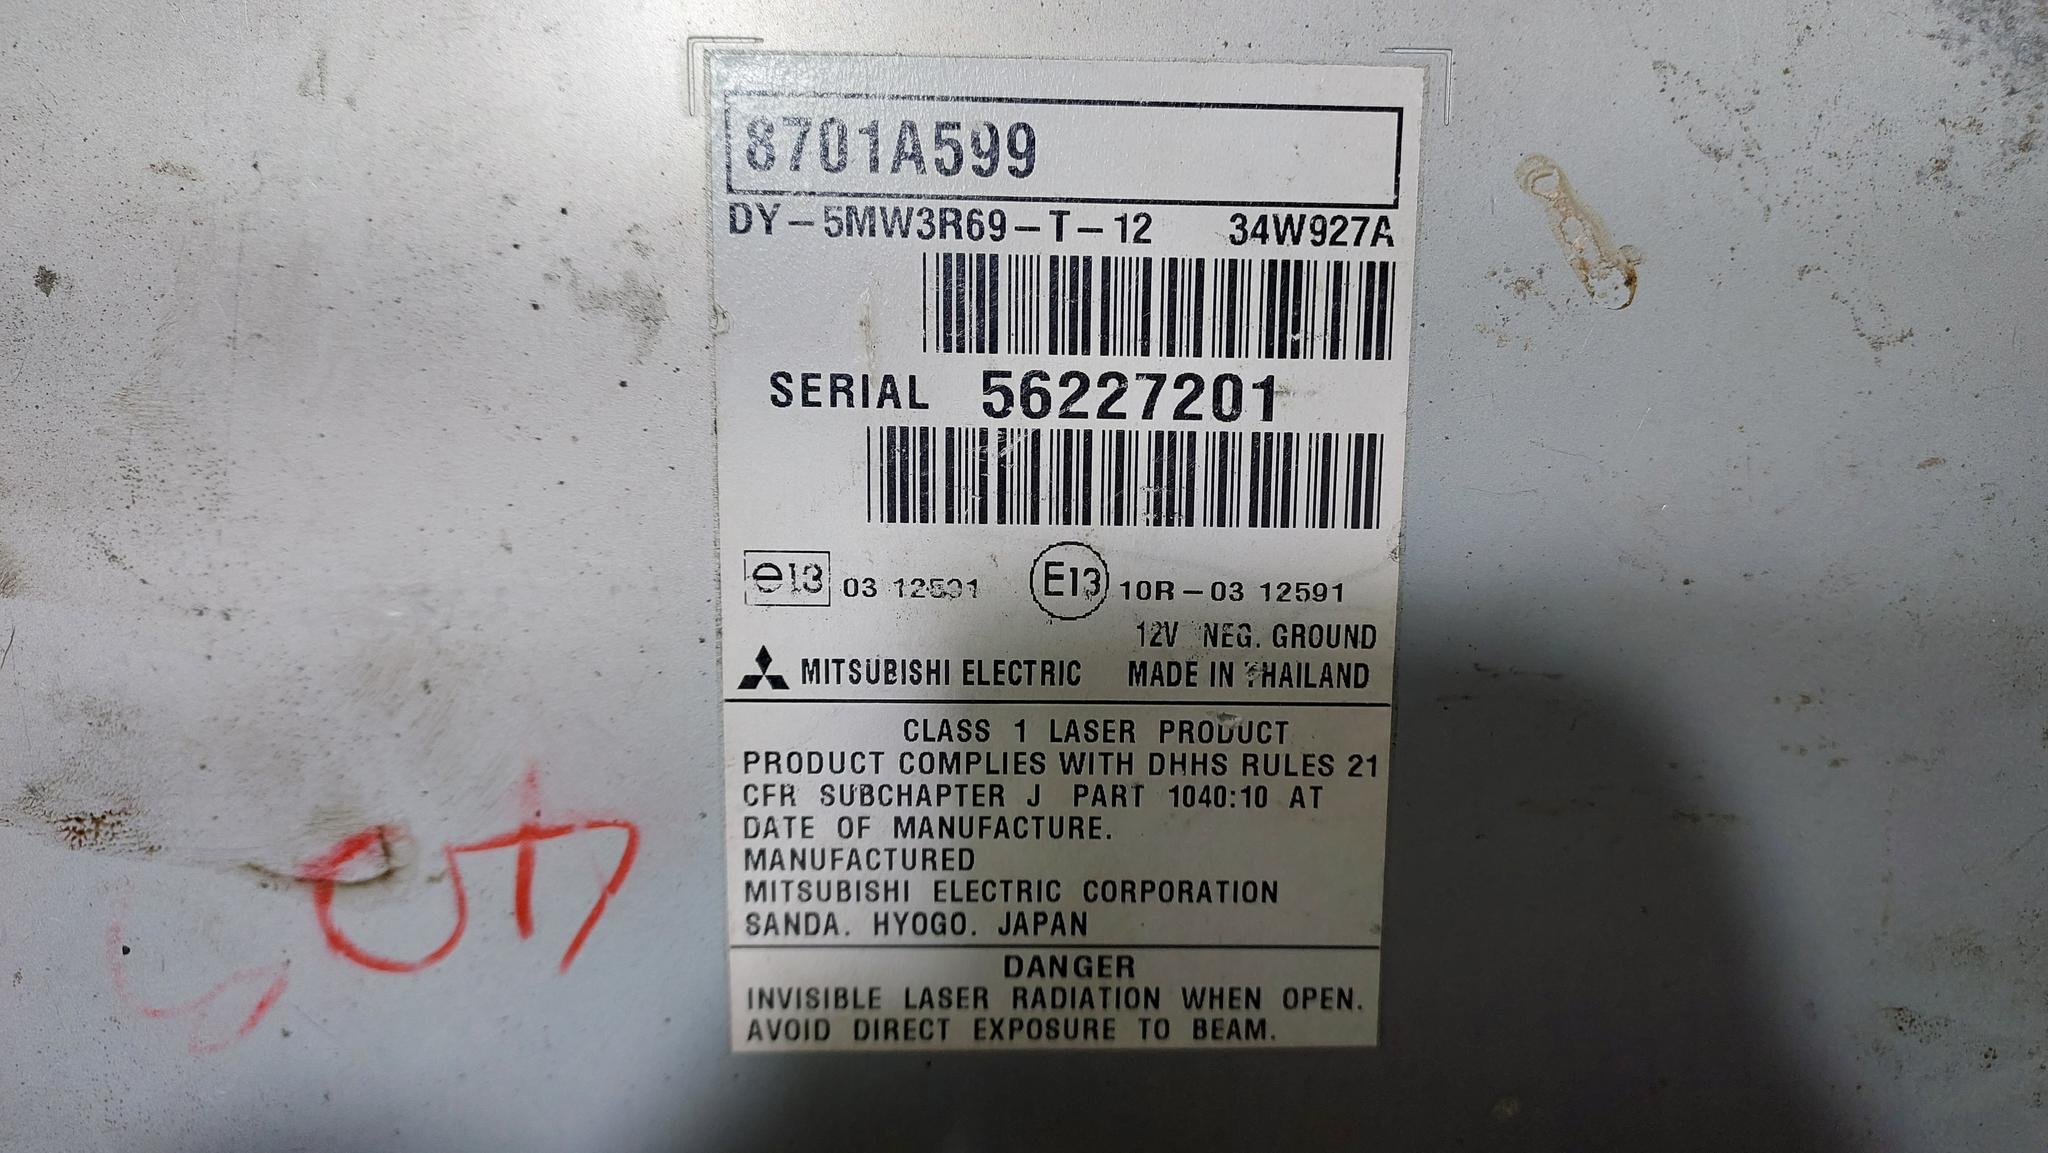 8701A599
DY-5MW3R69-T-12 34W927A
SERIAL 56227201
e13 03 12591 E13 10R-03 12591
12V NEG. GROUND
MITSUBISHI ELECTRIC MADE IN THAILAND
CLASS 1 LASER PRODUCT
PRODUCT COMPLIES WITH DHHS RULES 21
CFR SUBCHAPTER J PART 1040:10 AT
DATE OF MANUFACTURE.
MANUFACTURED
MITSUBISHI ELECTRIC CORPORATION
SANDA. HYOGO. JAPAN
DANGER
INVISIBLE LASER RADIATION WHEN OPEN.
AVOID DIRECT EXPOSURE TO BEAM.